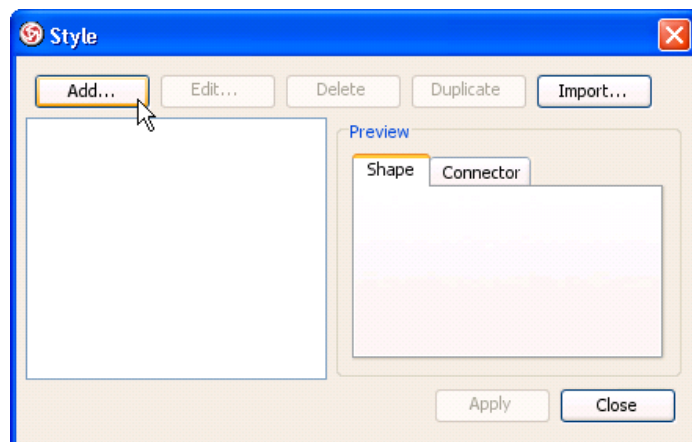 Style
Add... Edit... Delete Duplicate Import...
Preview
Shape Connector
Apply Close